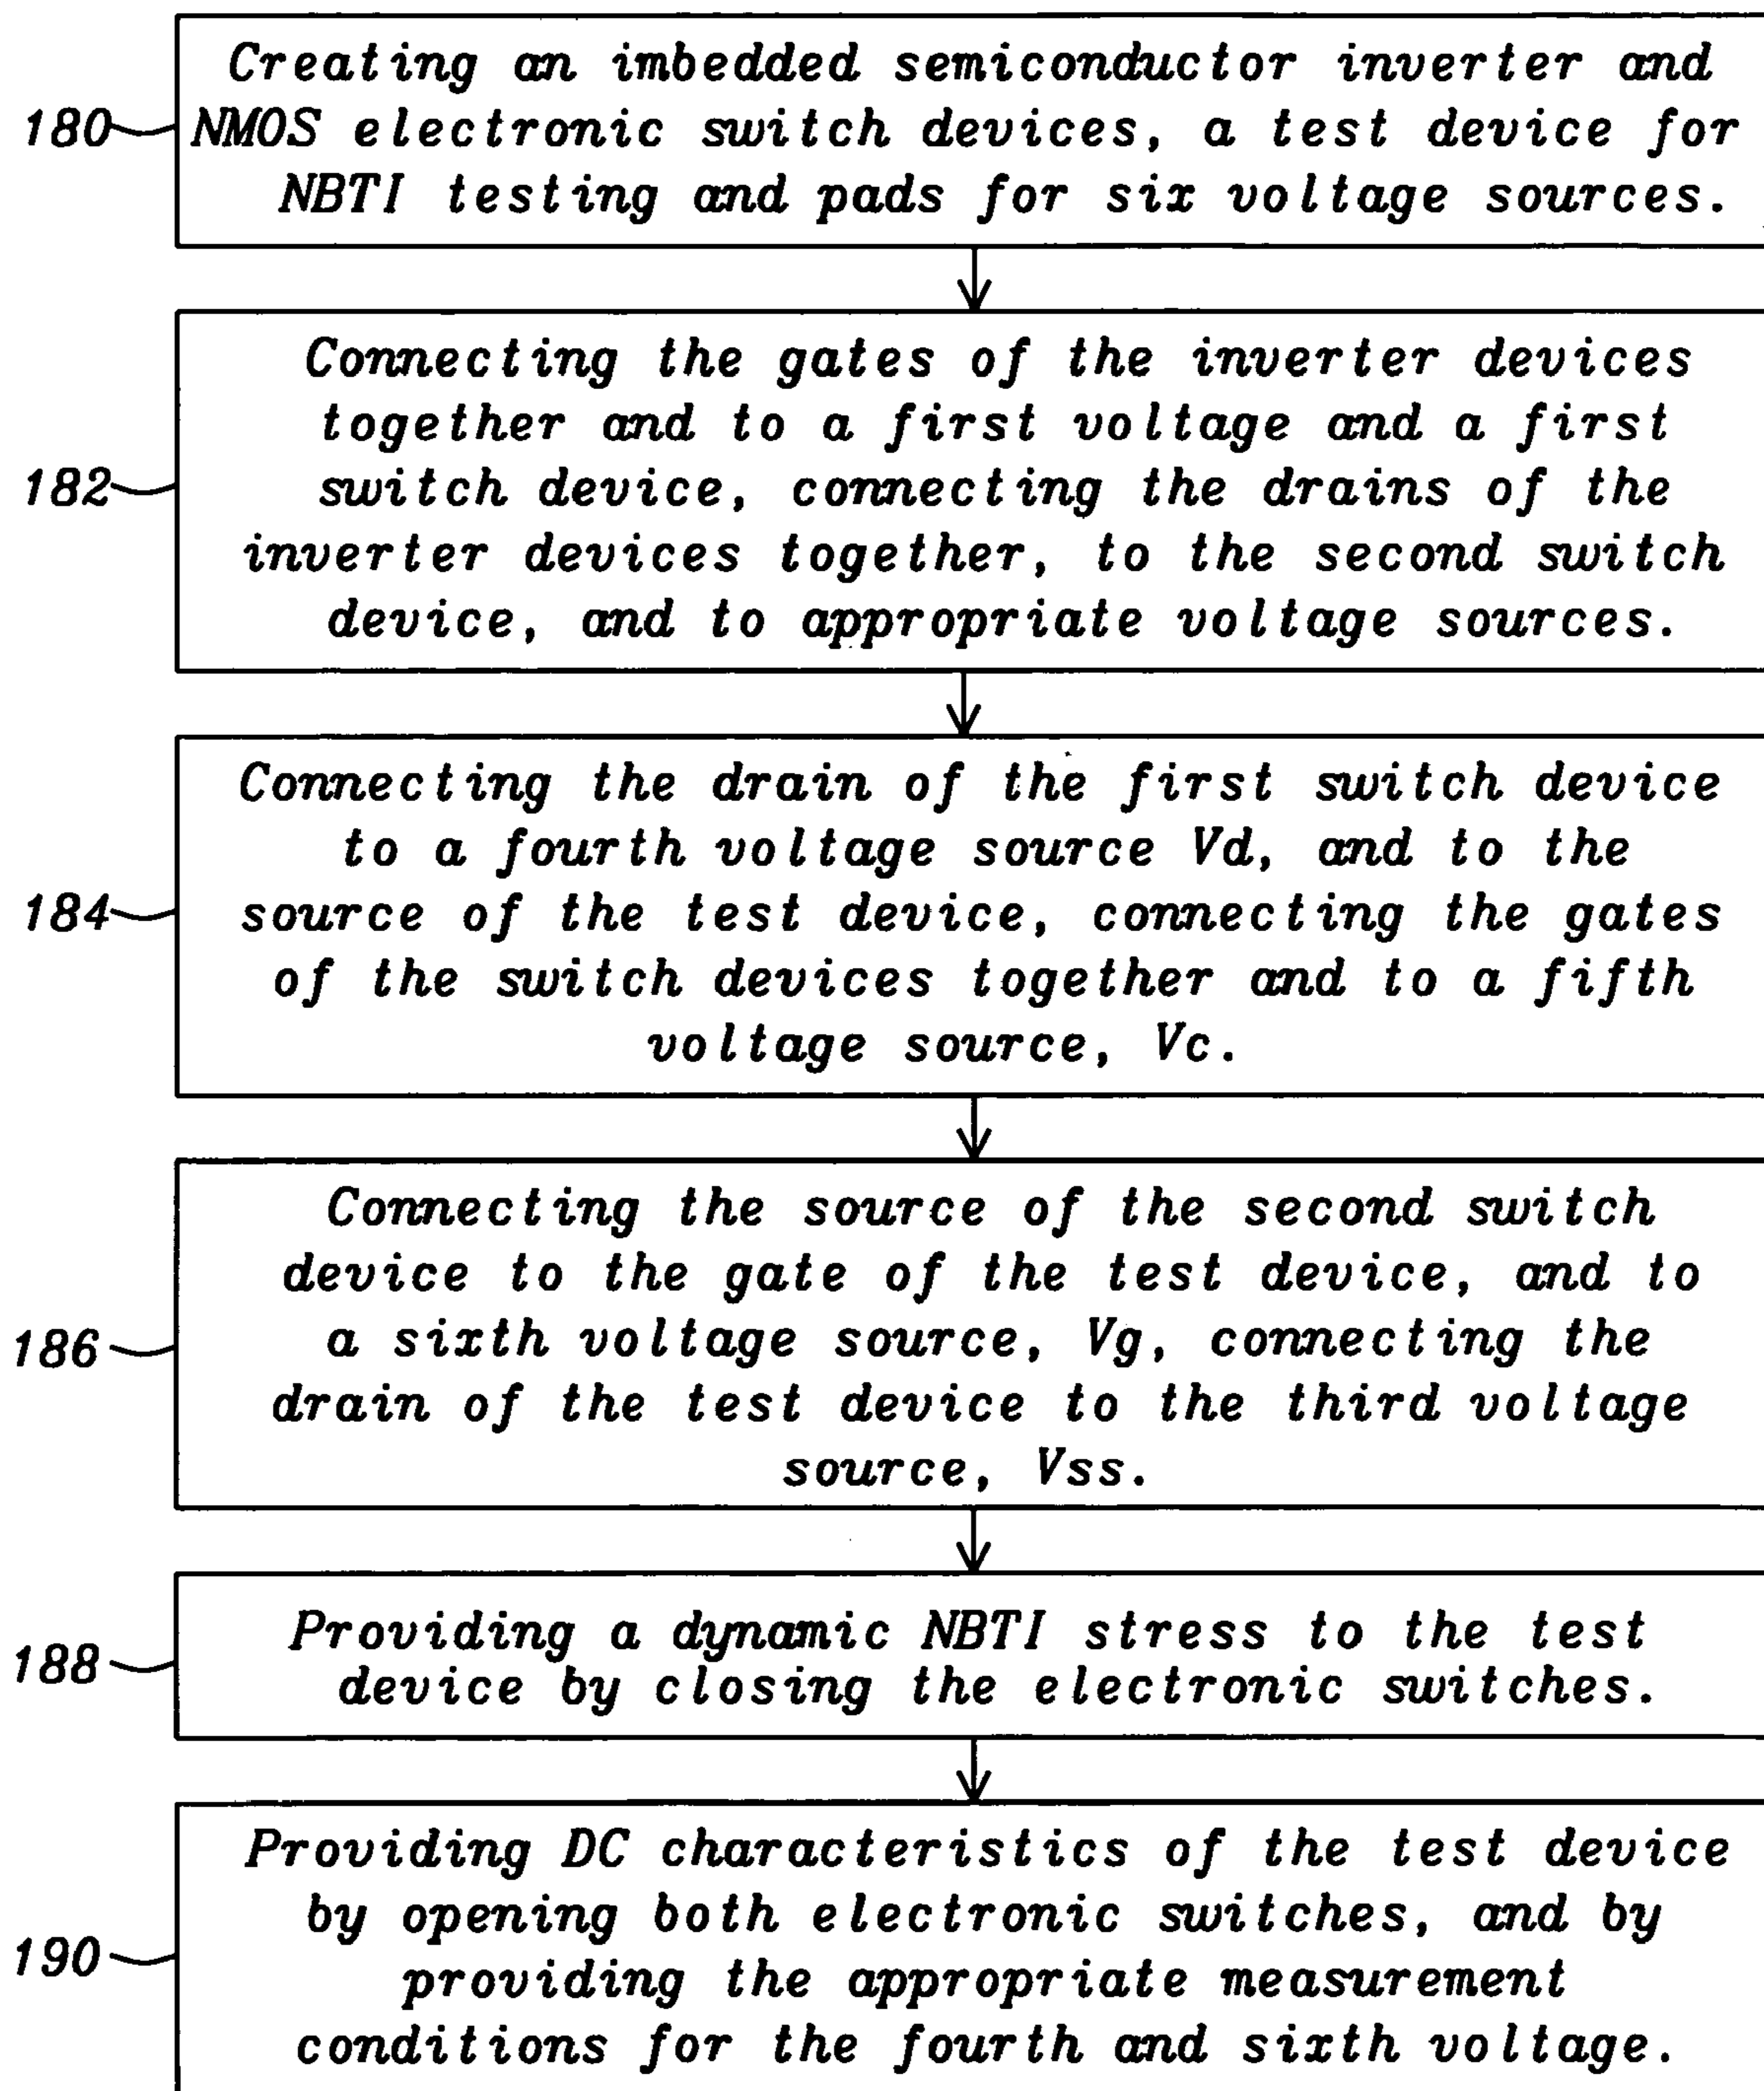 Creating an imbedded semiconductor inverter and
180 NMOS electronic switch devices, a test device for
NBTI testing and pads for six voltage sources.
Connecting the gates of the inverter devices
together and to a first voltage and a first
182 switch device, connecting the drains of the
inverter devices together, to the second switch
device, and to appropriate voltage sources.
Connecting the drain of the first switch device
to a fourth voltage source Vd, and to the
184 source of the test device, connecting the gates
of the switch devices together and to a fifth
voltage source, Vc.
Connecting the source of the second switch
device to the gate of the test device, and to
186 a sixth voltage source, Vg, connecting the
drain of the test device to the third voltage
source, Vss.
Providing a dynamic NBTI stress to the test
188 device by closing the electronic switches.
Providing DC characteristics of the test device
by opening both electronic switches, and by
190 providing the appropriate measurement
conditions for the fourth and sixth voltage.